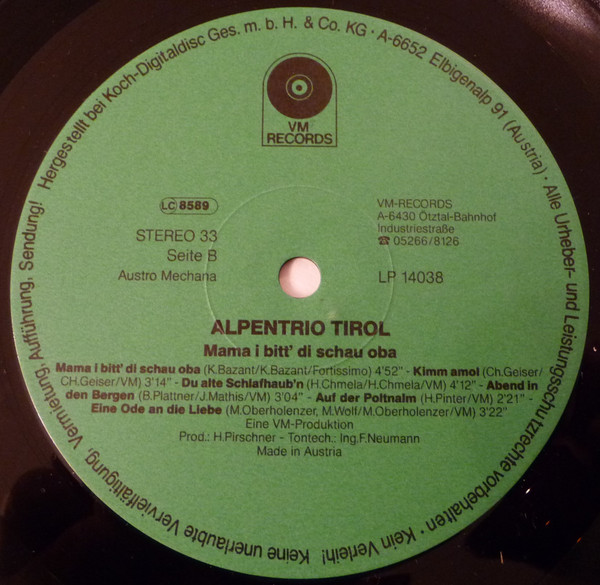 Hergestellt bei Koch-Digitaldisc Ges. m. b. H. & Co. KG · A-6652 Elbigenalp 91 (Austria) · Alle Urheber- und Leistungsschutzrechte vorbehalten · Kein Verleih! Keine unerlaubte Vervielfältigung, Vermietung, Aufführung, Sendung!
VM
RECORDS
LC 8589
STEREO 33
Seite B
Austro Mechana
VM-RECORDS
A-6430 Ötztal-Bahnhof
Industriestraße
☎ 05266/8126
LP 14038
ALPENTRIO TIROL
Mama i bitt' di schau oba
Mama i bitt' di schau oba (K.Bazant/K.Bazant/Fortissimo) 4'52" - Kimm amol (Ch.Geiser/
CH.Geiser/VM) 3'14" - Du alte Schlafhaub'n (H.Chmela/H.Chmela/VM) 4'12" - Abend in
den Bergen (B.Plattner/J.Mathis/VM) 3'04" - Auf der Poltnalm (H.Pinter/VM) 2'21" -
Eine Ode an die Liebe (M.Oberholenzer, M.Wolf/M.Oberholenzer/VM) 3'22"
Eine VM-Produktion
Prod.: H.Pirschner - Tontech.: Ing.F.Neumann
Made in Austria